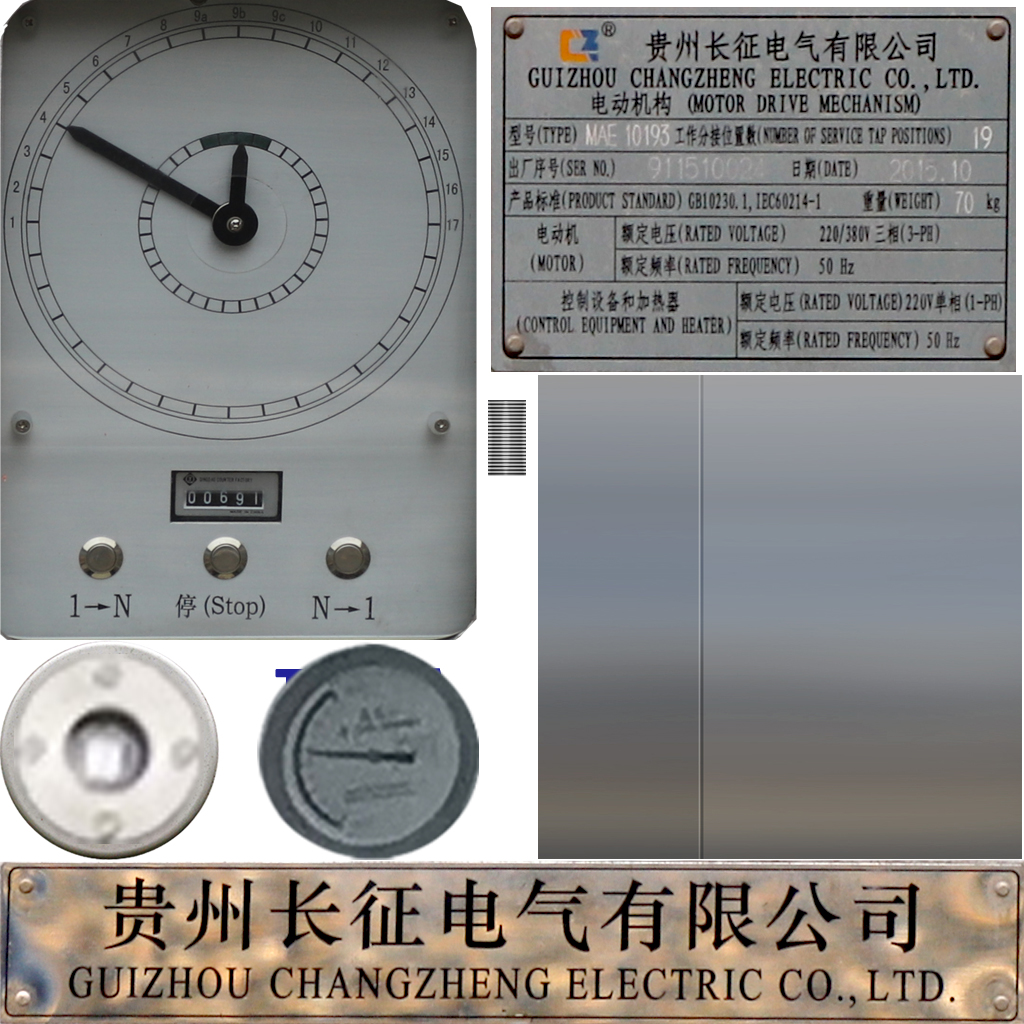 1
2
3
4
5
6
7
8
9a
9b
9c
10
11
12
13
14
15
16
17
00691
1→N
停(Stop)
N→1
CZ®
贵州长征电气有限公司
GUIZHOU CHANGZHENG ELECTRIC CO.,LTD.
电动机构 (MOTOR DRIVE MECHANISM)
型号(TYPE) MAE 10193 工作分接位置数(NUMBER OF SERVICE TAP POSITIONS) 19
出厂序号(SER NO.) 911510024 日期(DATE) 2015.10
产品标准(PRODUCT STANDARD) GB10230.1,IEC60214-1 重量(WEIGHT) 70 kg
电动机
(MOTOR)
额定电压(RATED VOLTAGE) 220/380V 三相(3-PH)
额定频率(RATED FREQUENCY) 50 Hz
控制设备和加热器
(CONTROL EQUIPMENT AND HEATER)
额定电压(RATED VOLTAGE)220V单相(1-PH)
额定频率(RATED FREQUENCY) 50 Hz
贵州长征电气有限公司
GUIZHOU CHANGZHENG ELECTRIC CO.,LTD.